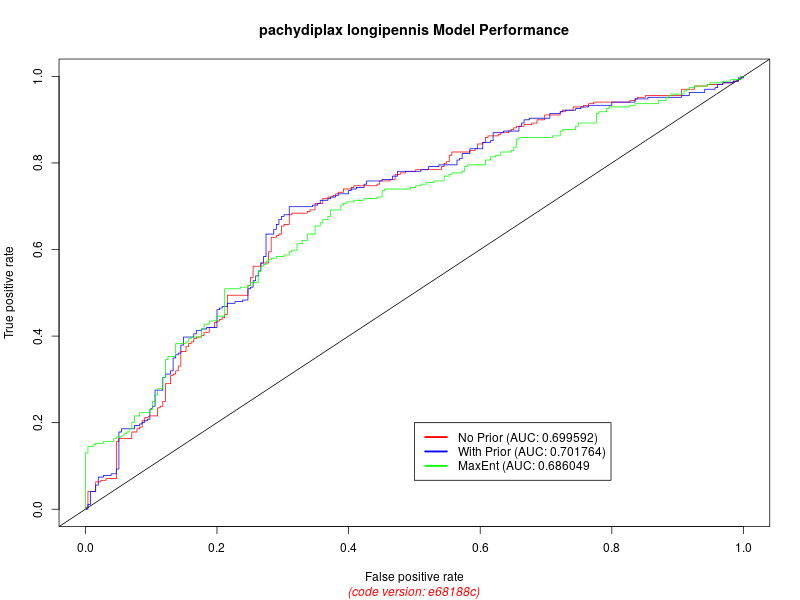 pachydiplax longipennis Model Performance
True positive rate
1.0
0.8
0.6
0.4
0.2
0.0
No Prior (AUC: 0.699592)
With Prior (AUC: 0.701764)
MaxEnt (AUC: 0.686049
0.0 0.2 0.4 0.6 0.8 1.0
False positive rate
(code version: e68188c)